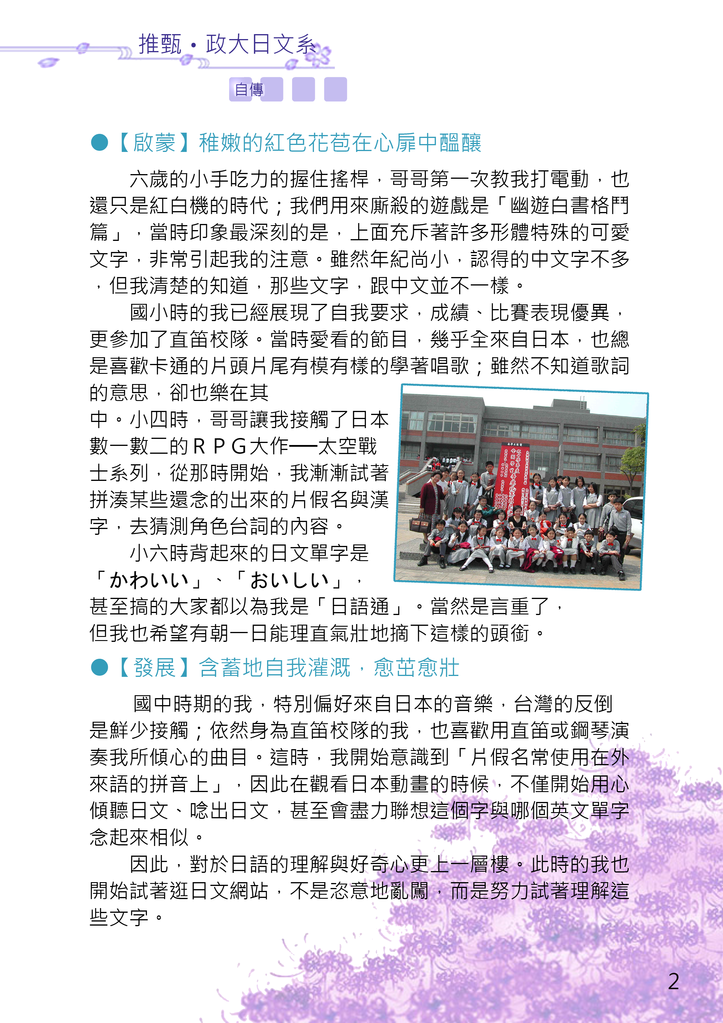 推甄•政大日文系
自傳
●【啟蒙】稚嫩的紅色花苞在心扉中醞釀
六歲的小手吃力的握住搖桿，哥哥第一次教我打電動，也
還只是紅白機的時代；我們用來廝殺的遊戲是「幽遊白書格鬥
篇」，當時印象最深刻的是，上面充斥著許多形體特殊的可愛
文字，非常引起我的注意。雖然年紀尚小，認得的中文字不多
，但我清楚的知道，那些文字，跟中文並不一樣。
國小時的我已經展現了自我要求，成績、比賽表現優異，
更參加了直笛校隊。當時愛看的節目，幾乎全來自日本，也總
是喜歡卡通的片頭片尾有模有樣的學著唱歌；雖然不知道歌詞
的意思，卻也樂在其
中。小四時，哥哥讓我接觸了日本
數一數二的ＲＰＧ大作──太空戰
士系列，從那時開始，我漸漸試著
拼湊某些還念的出來的片假名與漢
字，去猜測角色台詞的內容。
小六時背起來的日文單字是
「かわいい」、「おいしい」，
甚至搞的大家都以為我是「日語通」。當然是言重了，
但我也希望有朝一日能理直氣壯地摘下這樣的頭銜。
●【發展】含蓄地自我灌溉，愈茁愈壯
國中時期的我，特別偏好來自日本的音樂，台灣的反倒
是鮮少接觸；依然身為直笛校隊的我，也喜歡用直笛或鋼琴演
奏我所傾心的曲目。這時，我開始意識到「片假名常使用在外
來語的拼音上」，因此在觀看日本動畫的時候，不僅開始用心
傾聽日文、唸出日文，甚至會盡力聯想這個字與哪個英文單字
念起來相似。
因此，對於日語的理解與好奇心更上一層樓。此時的我也
開始試著逛日文網站，不是恣意地亂闖，而是努力試著理解這
些文字。
2